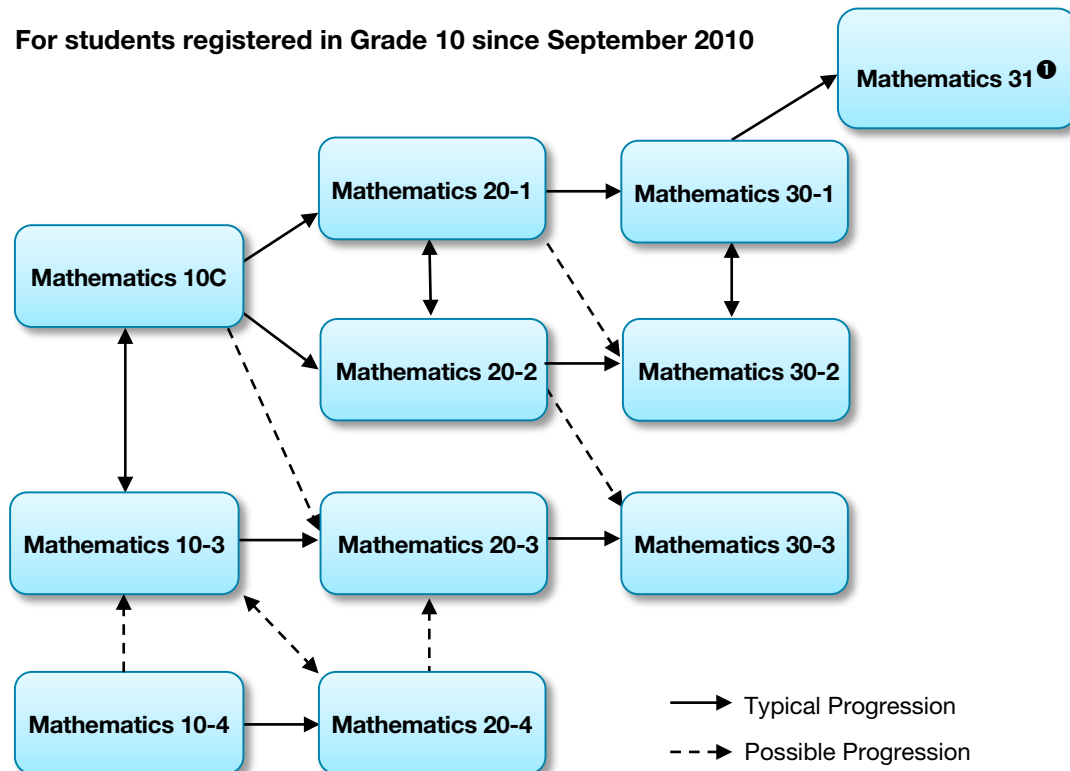 For students registered in Grade 10 since September 2010
Mathematics 31❶
Mathematics 20-1
Mathematics 30-1
Mathematics 10C
Mathematics 20-2
Mathematics 30-2
Mathematics 10-3
Mathematics 20-3
Mathematics 30-3
Mathematics 10-4
Mathematics 20-4
Typical Progression
Possible Progression